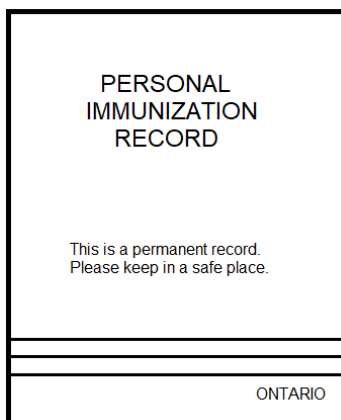 PERSONAL
IMMUNIZATION
RECORD
This is a permanent record.
Please keep in a safe place.
ONTARIO